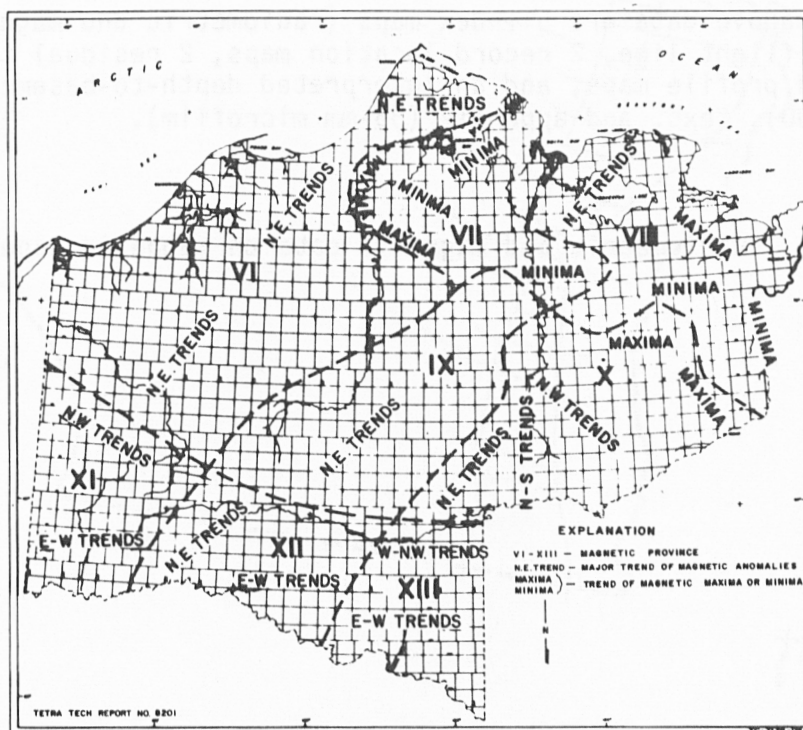 ARCTIC
OCEAN
N.E. TRENDS
MAXIMA
MINIMA
MINIMA
N.E. TRENDS
N.E. TRENDS
MAXIMA
VII
VIII
MAXIMA
VI
MINIMA
MINIMA
MINIMA
N.E. TRENDS
IX
MAXIMA
X
MAXIMA
N.W. TRENDS
N.E. TRENDS
N.E. TRENDS
N-S TRENDS
N.W. TRENDS
XI
E-W TRENDS
N.E. TRENDS
XII
E-W TRENDS
W-NW. TRENDS
XIII
E-W TRENDS
EXPLANATION
VI-XIII — MAGNETIC PROVINCE
N.E. TREND — MAJOR TREND OF MAGNETIC ANOMALIES
MAXIMA
MINIMA ) — TREND OF MAGNETIC MAXIMA OR MINIMA
N
TETRA TECH REPORT NO. 8201